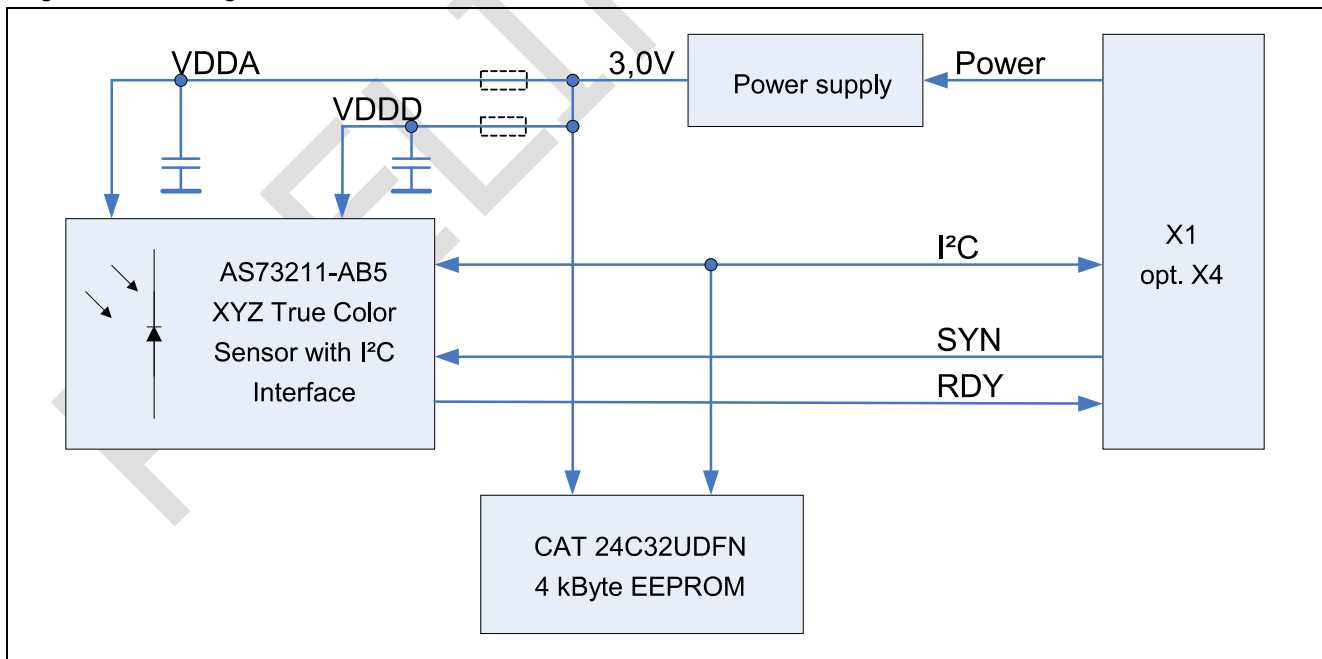 VDDA
3,0V
Power supply
Power
VDDD
AS73211-AB5
XYZ True Color
Sensor with I²C
Interface
I²C
X1
opt. X4
SYN
RDY
CAT 24C32UDFN
4 kByte EEPROM